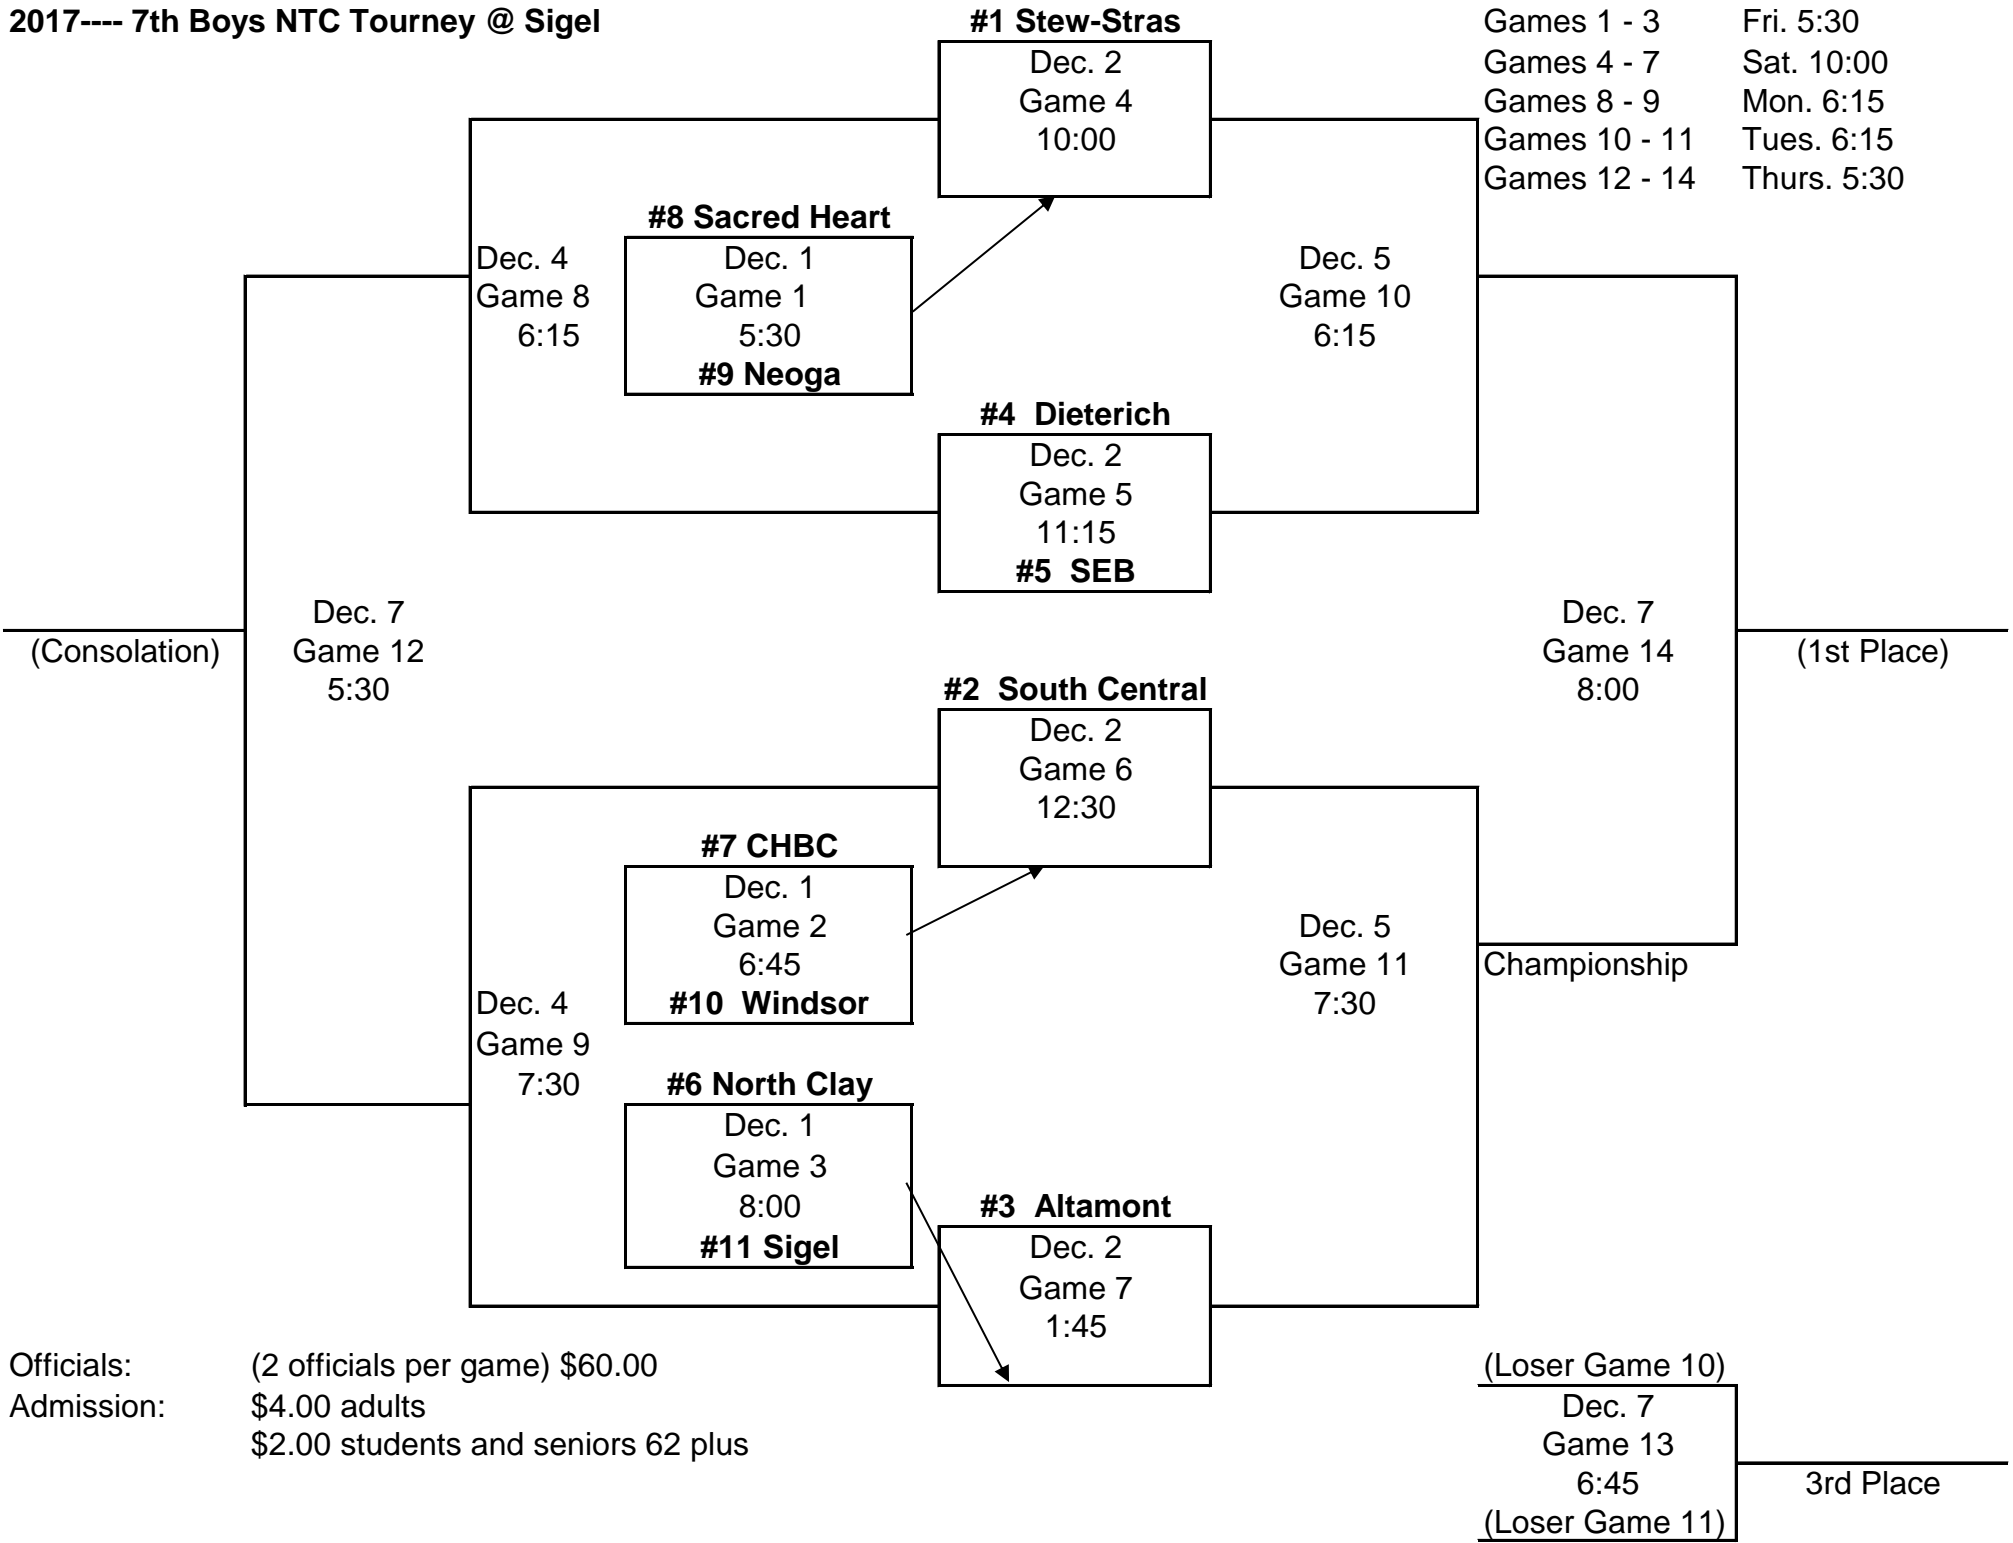 2017---- 7th Boys NTC Tourney @ Sigel
#1 Stew-Stras
Games 1 - 3 Fri. 5:30
Dec. 2
Games 4 - 7 Sat. 10:00
Game 4
Games 8 - 9 Mon. 6:15
10:00
Games 10 - 11 Tues. 6:15
Games 12 - 14 Thurs. 5:30
#8 Sacred Heart
Dec. 4
Game 8
6:15
Dec. 1
Game 1
5:30
#9 Neoga
Dec. 5
Game 10
6:15
#4 Dieterich
Dec. 2
Game 5
11:15
#5 SEB
(Consolation)
Dec. 7
Game 12
5:30
Dec. 7
Game 14
8:00
(1st Place)
#2 South Central
Dec. 2
Game 6
12:30
#7 CHBC
Dec. 1
Game 2
6:45
#10 Windsor
Dec. 5
Game 11
7:30
Championship
Dec. 4
Game 9
7:30
#6 North Clay
Dec. 1
Game 3
8:00
#11 Sigel
#3 Altamont
Dec. 2
Game 7
1:45
Officials: (2 officials per game) $60.00
Admission: $4.00 adults
$2.00 students and seniors 62 plus
(Loser Game 10)
Dec. 7
Game 13
6:45
(Loser Game 11)
3rd Place